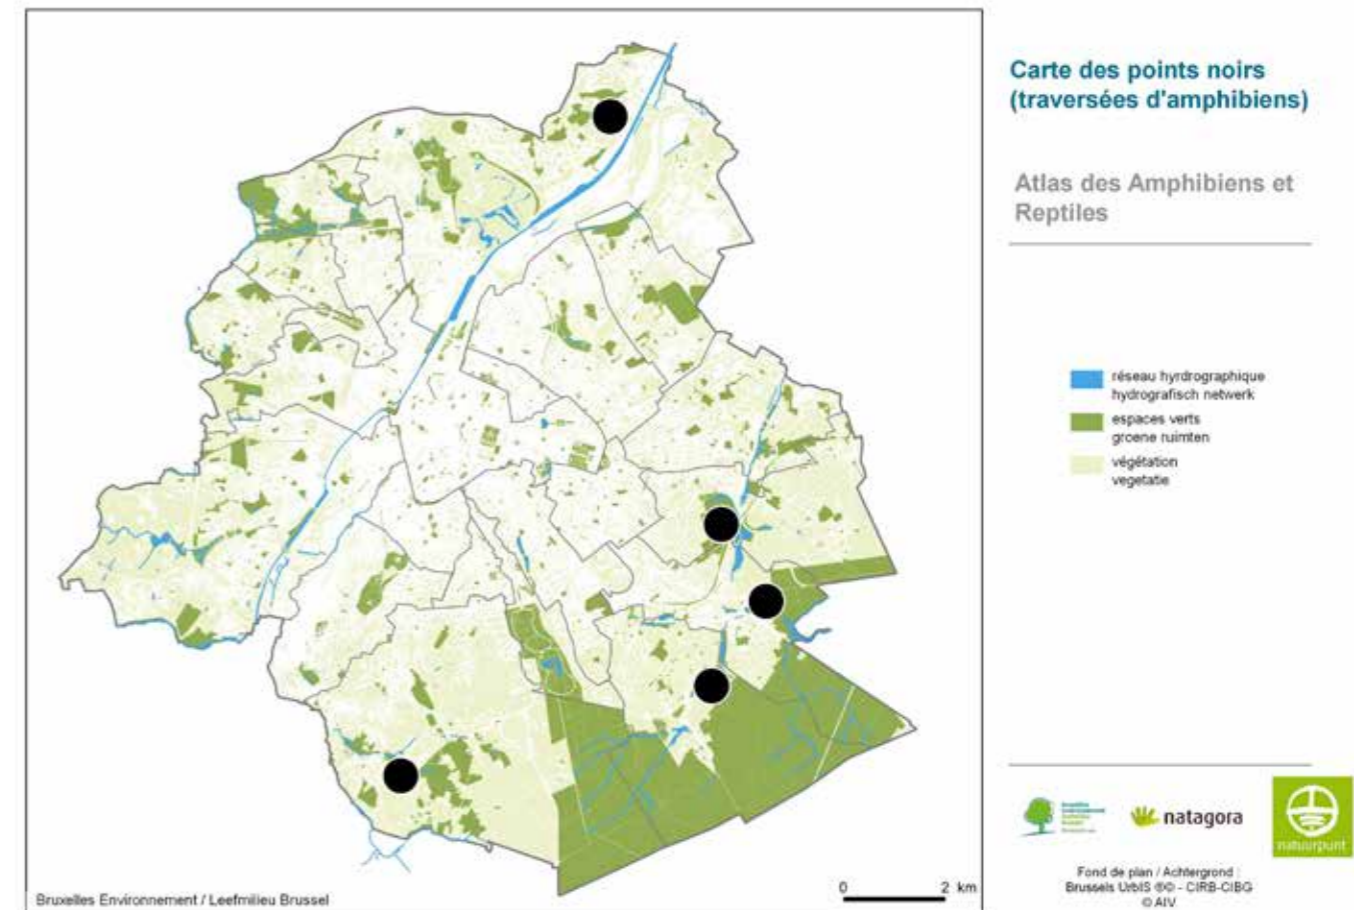 Carte des points noirs
(traversées d'amphibiens)
Atlas des Amphibiens et
Reptiles
réseau hyrdrographique
hydrografisch netwerk
espaces verts
groene ruimten
végétation
vegetatie
natagora
natuurpunt
Fond de plan / Achtergrond :
Brussels UrbIS ®© - CIRB-CIBG
© AIV
0 2 km
Bruxelles Environnement / Leefmilieu Brussel